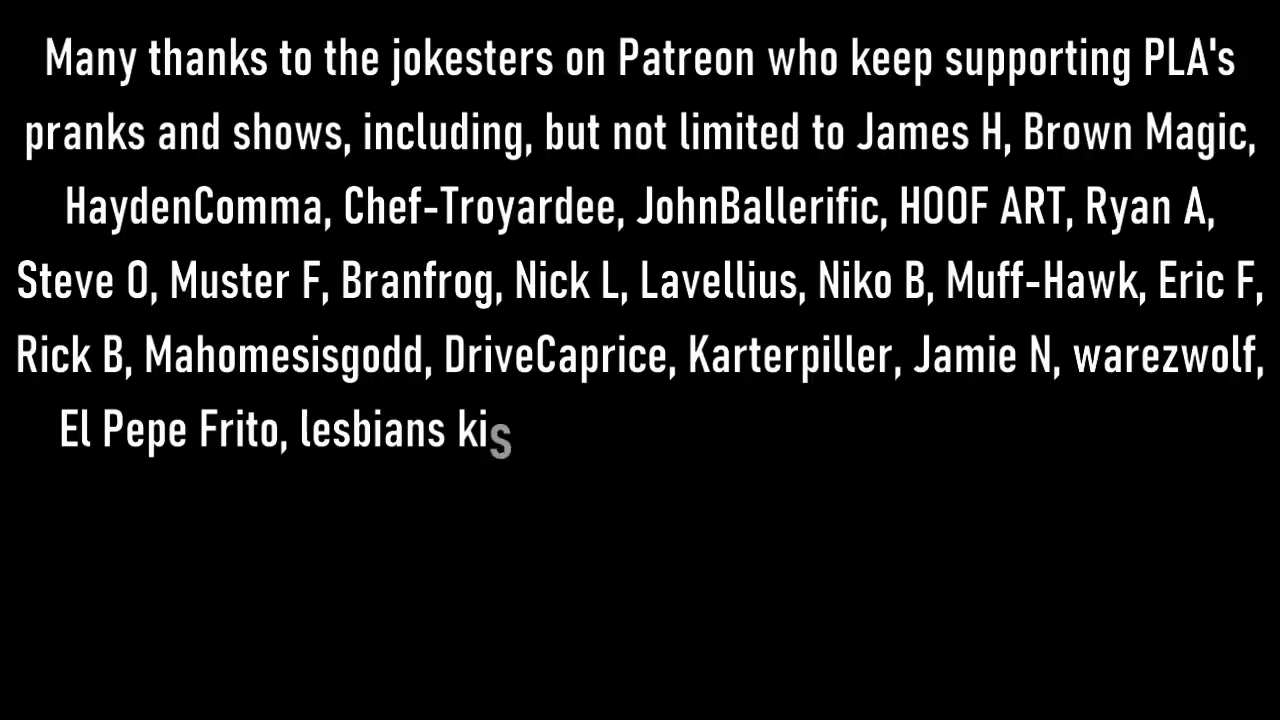 Many thanks to the jokesters on Patreon who keep supporting PLA's
pranks and shows, including, but not limited to James H, Brown Magic,
HaydenComma, Chef-Troyardee, JohnBallerific, HOOF ART, Ryan A,
Steve O, Muster F, Branfrog, Nick L, Lavellius, Niko B, Muff-Hawk, Eric F,
Rick B, Mahomesisgodd, DriveCaprice, Karterpiller, Jamie N, warezwolf,
El Pepe Frito, lesbians kis